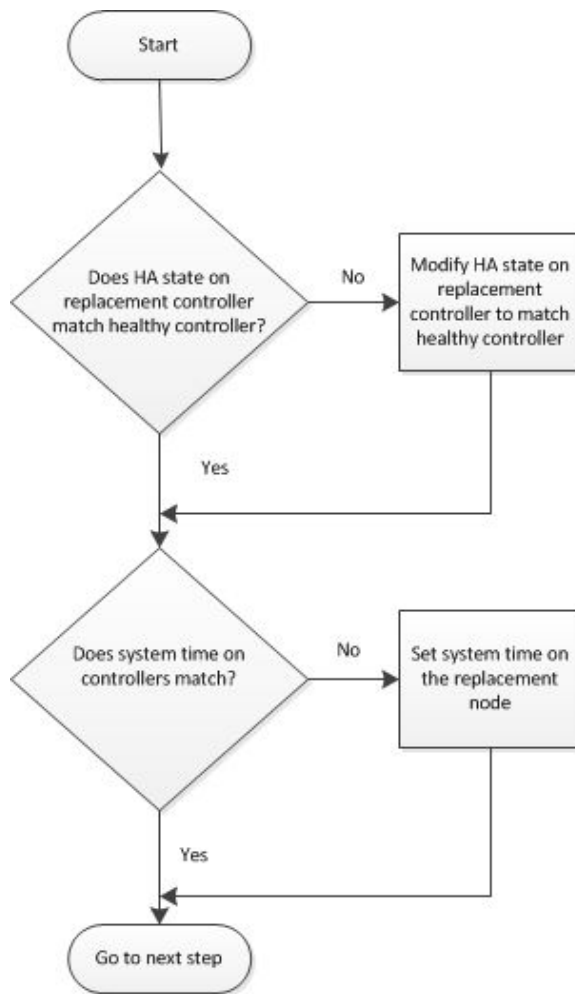 Start
Does HA state on
replacement controller
match healthy controller?
No
Modify HA state on
replacement
controller to match
healthy controller
Yes
Does system time on
controllers match?
No
Set system time on
the replacement
node
Yes
Go to next step